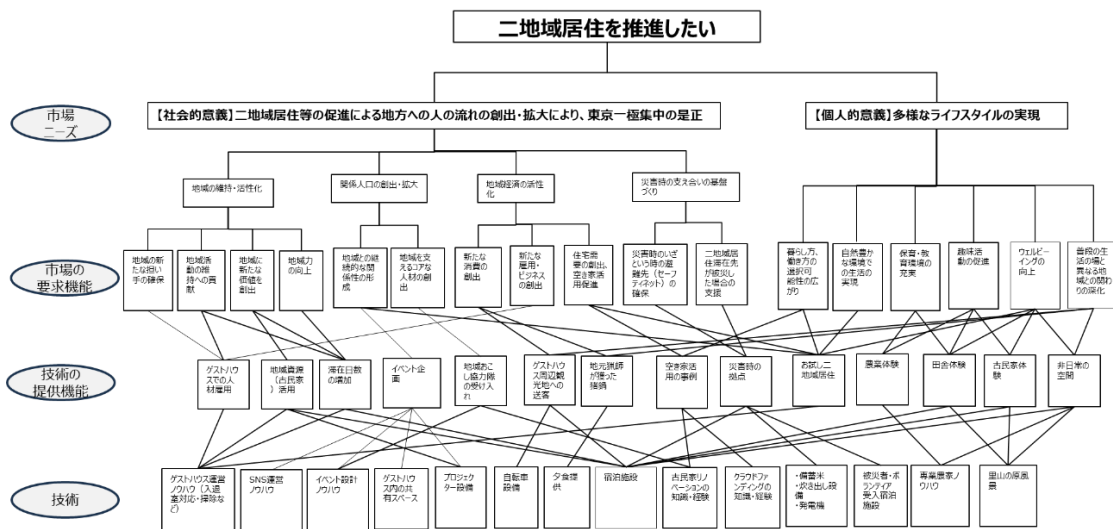 二地域居住を推進したい
市場
ニーズ
【社会的意義】二地域居住等の促進による地方への人の流れの創出・拡大により、東京一極集中の是正
【個人的意義】多様なライフスタイルの実現
地域の維持・活性化
関係人口の創出・拡大
地域経済の活性
化
災害時の支え合いの基盤
づくり
市場の
要求機能
地域の新
たな担い
手の確保
地域活
動の維
持への貢
献
地域に新
たな価値を
創出
地域力
の向上
地域との継
続的な関
係性の形
成
地域を支
えるコアな
人材の創
出
新たな
消費の
創出
新たな
雇用・ビ
ジネスの
創出
住宅需
要の創出、
空き家活
用促進
災害時のいざ
という時の避
難先（セーフ
ティネット）の
確保
二地域居
住滞在先
が被災し
た場合の
支援
暮らし方、
働き方の
選択可
能性の広
がり
自然豊か
な環境で
の生活の
実現
保育・教
育環境の
充実
趣味活
動の促進
ウェルビー
イングの
向上
普段の生
活の場と
異なる地
域との関わ
りの深化
技術の
提供機能
ゲストハウ
スでの人
材雇用
地域資源
（古民家
）活用
滞在日数
の増加
イベント企
画
地域おこ
し協力隊
の受け入
れ
ゲストハ
ウス周辺観
光地への
送客
地元猟師
が獲った
猪鍋
空き家活
用の事例
災害時の
拠点
お試し二
地域居住
農業体験
田舎体験
古民家体
験
非日常の
空間
技術
ゲストハウス運営
ノウハウ（入退
室対応・掃除な
ど）
SNS運営
ノウハウ
イベント設計ノウ
ハウ
ゲストハウ
ス内の共
有スペース
プロジェク
ター設備
自転車
設備
夕食提
供
宿泊施設
古民家リノ
ベーションの
知識・経験
クラウドファ
ンディングの
知識・経験
・備蓄米
・炊き出し設
備
・発電機
被災者・ボ
ランティア
受入宿泊
施設
専業農家ノ
ウハウ
里山の原風
景